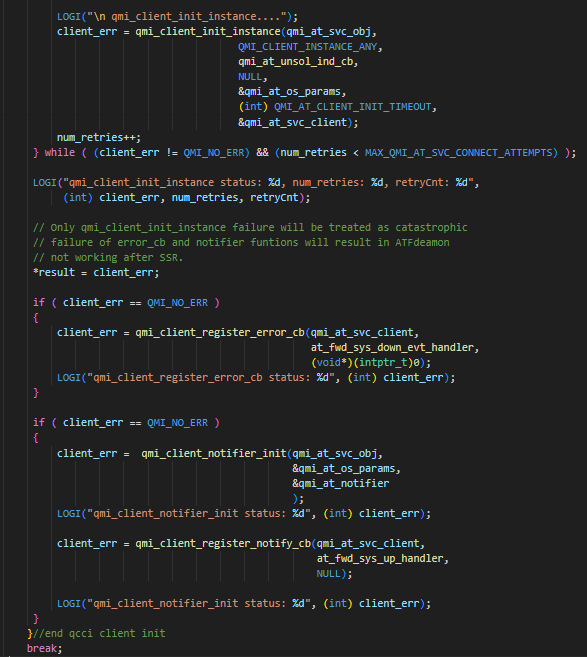 LOGI("\n qmi_client_init_instance....");
client_err = qmi_client_init_instance(qmi_at_svc_obj,
QMI_CLIENT_INSTANCE_ANY,
qmi_at_unsol_ind_cb,
NULL,
&qmi_at_os_params,
(int) QMI_AT_CLIENT_INIT_TIMEOUT,
&qmi_at_svc_client);
num_retries++;
} while ( (client_err != QMI_NO_ERR) && (num_retries < MAX_QMI_AT_SVC_CONNECT_ATTEMPTS) );
LOGI("qmi_client_init_instance status: %d, num_retries: %d, retryCnt: %d",
(int) client_err, num_retries, retryCnt);
// Only qmi_client_init_instance failure will be treated as catastrophic
// failure of error_cb and notifier funtions will result in ATFdeamon
// not working after SSR.
*result = client_err;
if ( client_err == QMI_NO_ERR )
{
client_err = qmi_client_register_error_cb(qmi_at_svc_client,
at_fwd_sys_down_evt_handler,
(void*)(intptr_t)0);
LOGI("qmi_client_register_error_cb status: %d", (int) client_err);
}
if ( client_err == QMI_NO_ERR )
{
client_err =  qmi_client_notifier_init(qmi_at_svc_obj,
&qmi_at_os_params,
&qmi_at_notifier
);
LOGI("qmi_client_notifier_init status: %d", (int) client_err);
client_err = qmi_client_register_notify_cb(qmi_at_svc_client,
at_fwd_sys_up_handler,
NULL);
LOGI("qmi_client_notifier_init status: %d", (int) client_err);
}
}//end qcci client init
break;